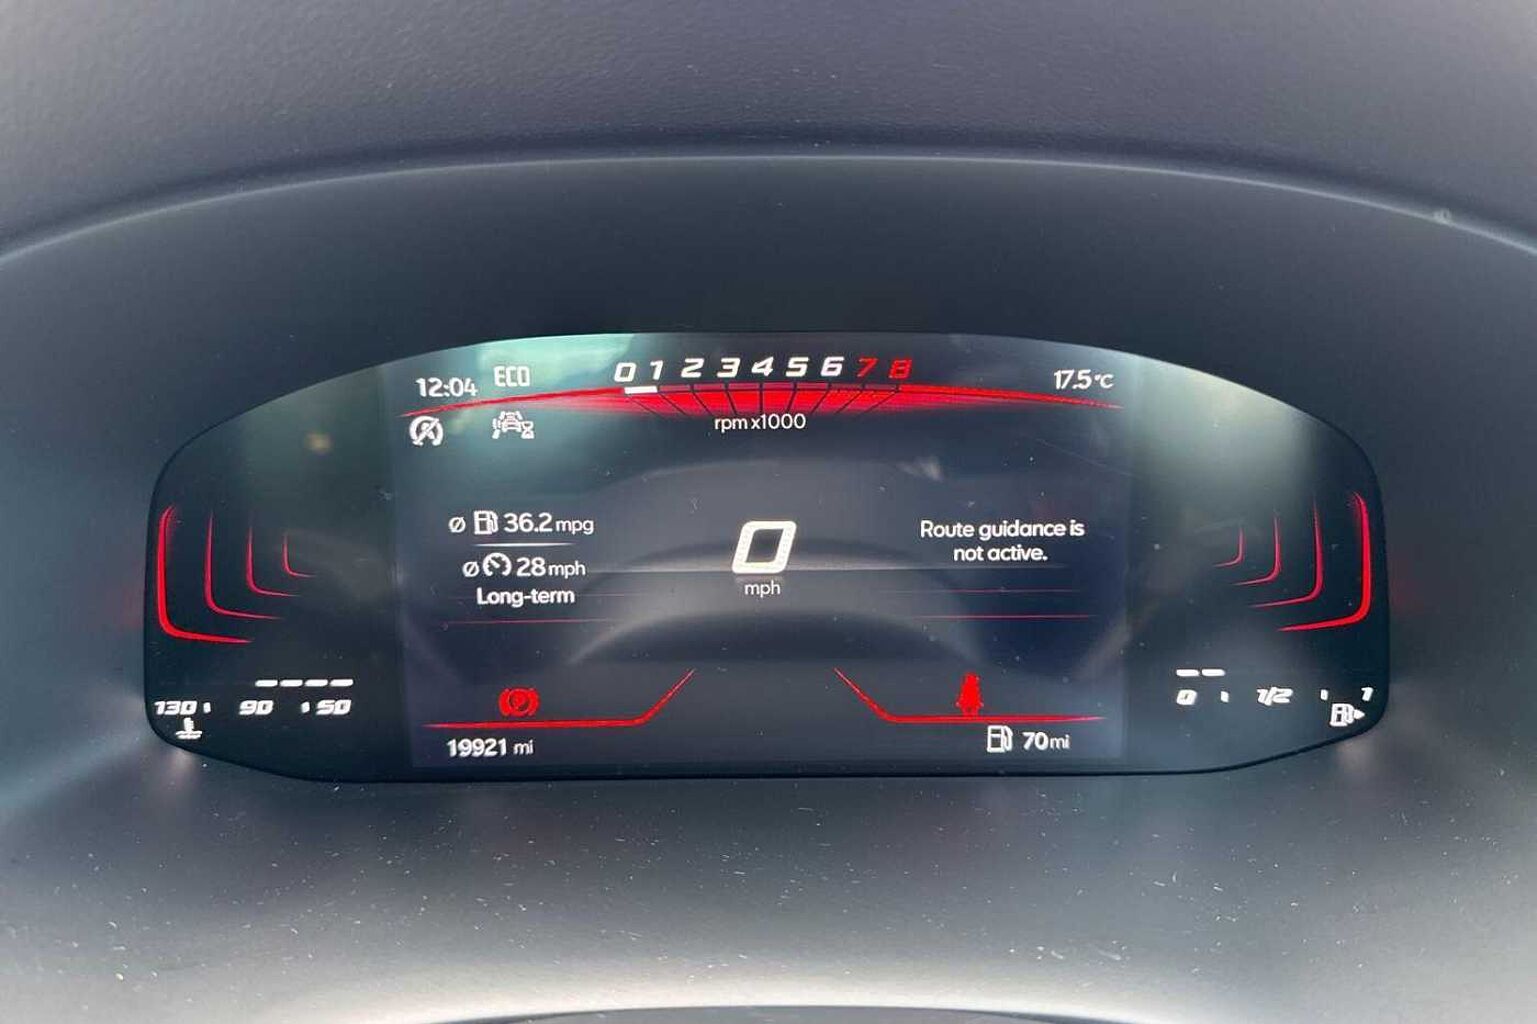 12:04 ECO 0 1 2 3 4 5 6 7 8 17.5°C
rpm x1000
Ø 36.2 mpg
Ø 28 mph
Long-term
0
mph
Route guidance is
not active.
130 90 50
0 1/2 1
19921 mi
70 mi